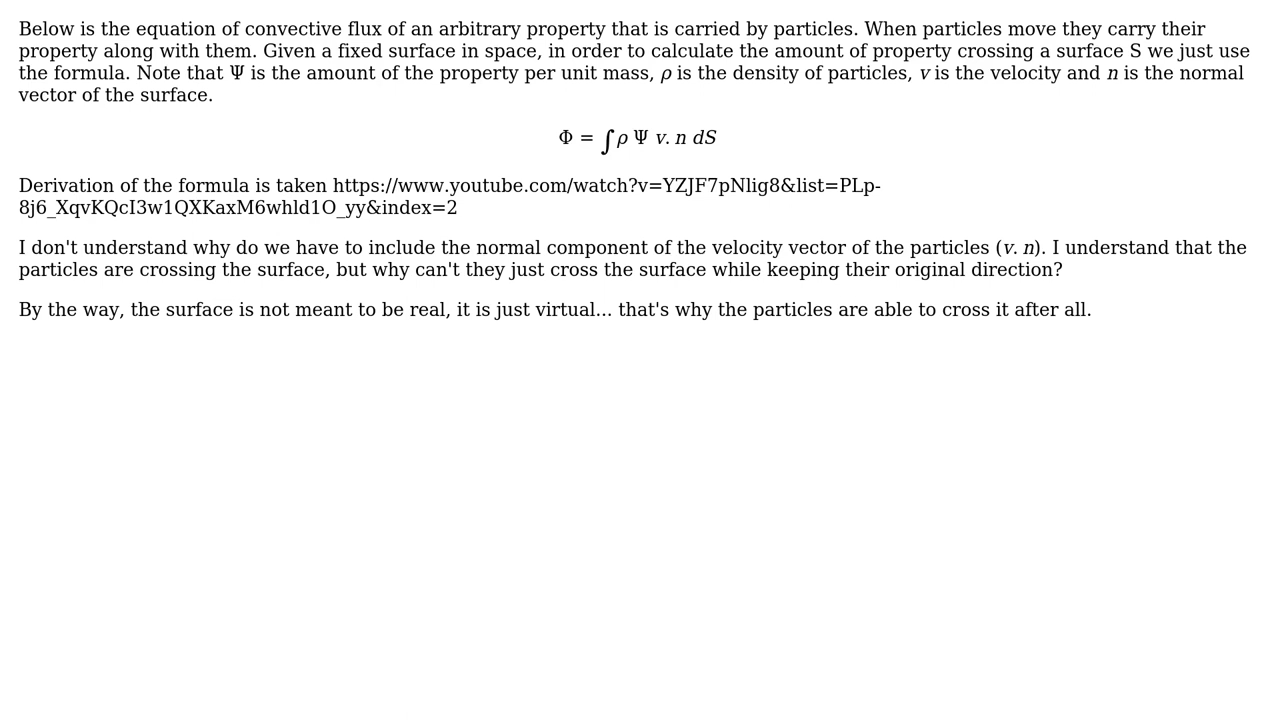 Below is the equation of convective flux of an arbitrary property that is carried by particles. When particles move they carry their
property along with them. Given a fixed surface in space, in order to calculate the amount of property crossing a surface S we just use
the formula. Note that Ψ is the amount of the property per unit mass, ρ is the density of particles, v is the velocity and n is the normal
vector of the surface.
Φ = ∫ρ Ψ v. n dS
Derivation of the formula is taken https://www.youtube.com/watch?v=YZJF7pNlig8&list=PLp-
8j6_XqvKQcI3w1QXKaxM6whld1O_yy&index=2
I don't understand why do we have to include the normal component of the velocity vector of the particles (v. n). I understand that the
particles are crossing the surface, but why can't they just cross the surface while keeping their original direction?
By the way, the surface is not meant to be real, it is just virtual... that's why the particles are able to cross it after all.